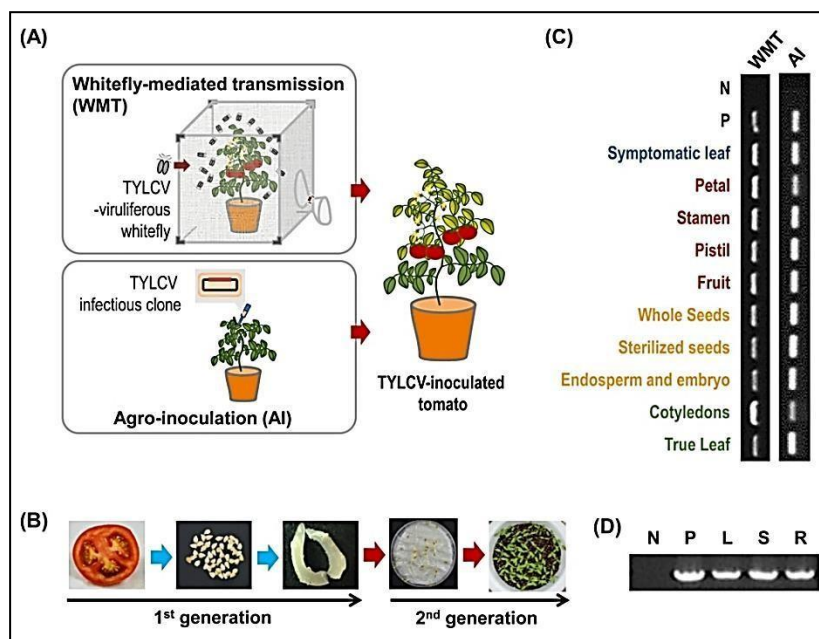 (A)
Whitefly-mediated transmission
(WMT)
TYLCV
-viruliferous
whitefly
TYLCV
infectious clone
Agro-inoculation (AI)
TYLCV-inoculated
tomato
(C)
WMT
AI
N
P
Symptomatic leaf
Petal
Stamen
Pistil
Fruit
Whole Seeds
Sterilized seeds
Endosperm and embryo
Cotyledons
True Leaf
(B)
1st generation
2nd generation
(D)
N P L S R